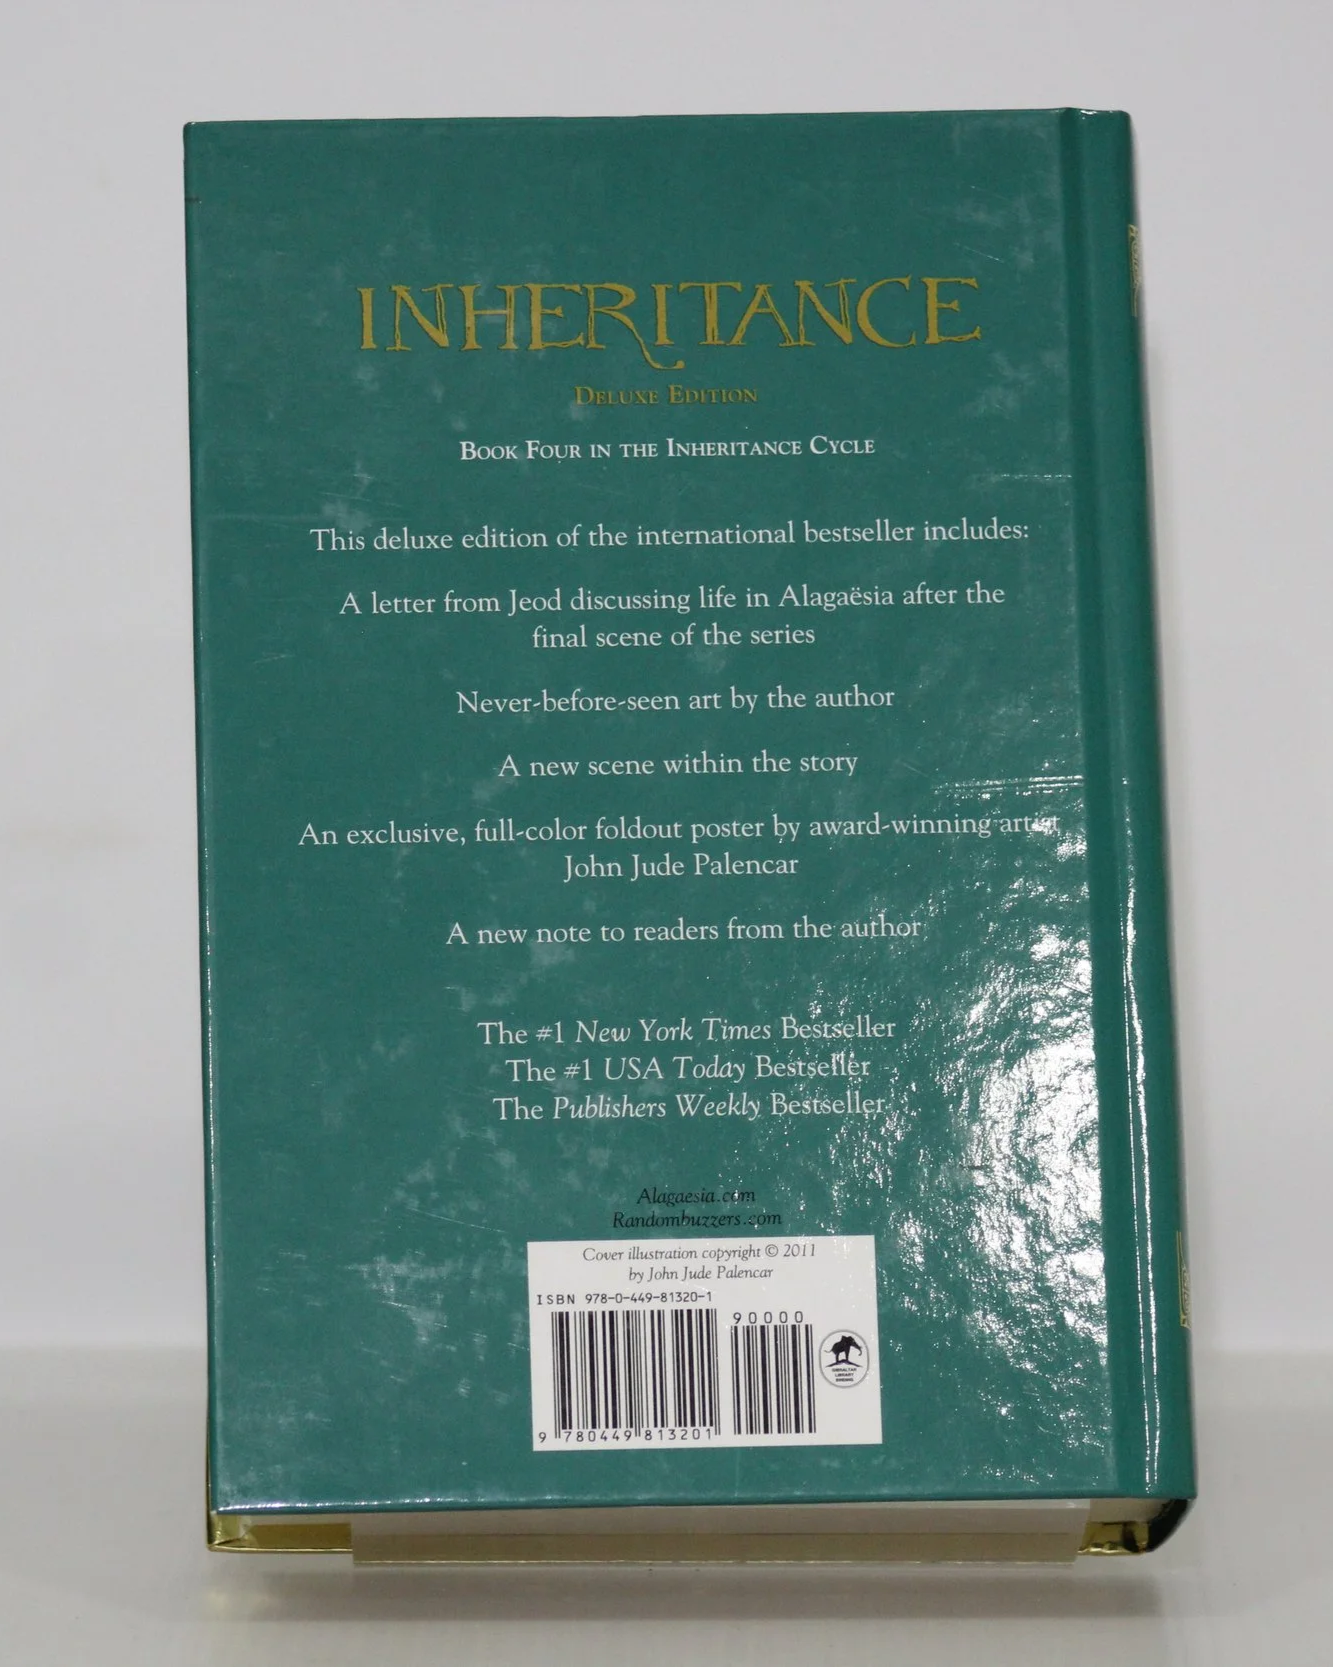 INHERITANCE
DELUXE EDITION
BOOK FOUR IN THE INHERITANCE CYCLE
This deluxe edition of the international bestseller includes:
A letter from Jeod discussing life in Alagaësia after the
final scene of the series
Never-before-seen art by the author
A new scene within the story
An exclusive, full-color foldout poster by award-winning artist
John Jude Palencar
A new note to readers from the author
The #1 New York Times Bestseller
The #1 USA Today Bestseller
The Publishers Weekly Bestseller
Alagaesia.com
Randombuzzers.com
Cover illustration copyright © 2011
by John Jude Palencar
ISBN 978-0-449-81320-1
90000
GIBRALTAR
LIBRARY
BINDING
9 780449 813201